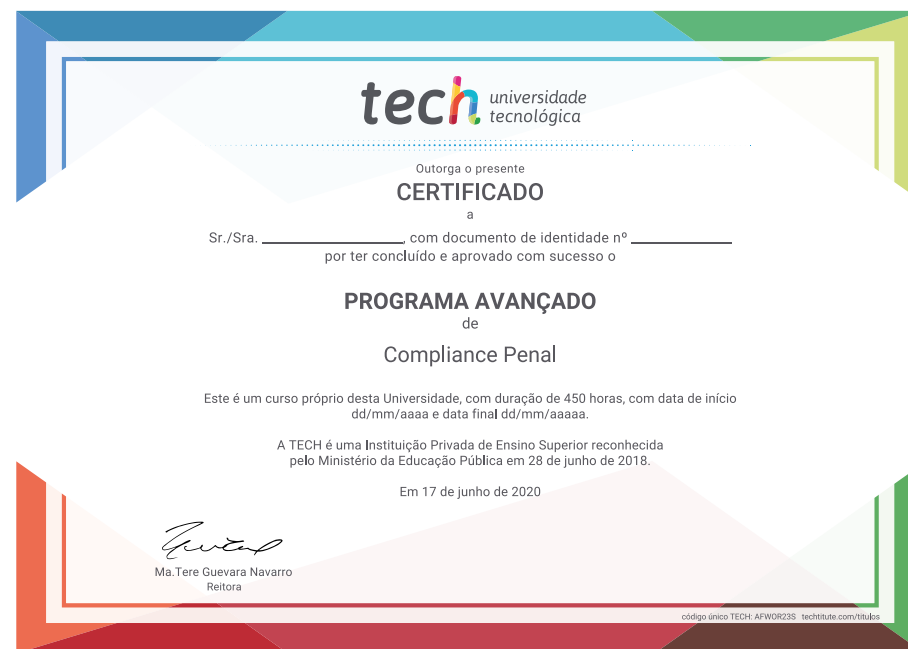 tech universidade
tecnológica
Outorga o presente
CERTIFICADO
a
Sr./Sra. ____________, com documento de identidade nº ____________
por ter concluído e aprovado com sucesso o
PROGRAMA AVANÇADO
de
Compliance Penal
Este é um curso próprio desta Universidade, com duração de 450 horas, com data de início
dd/mm/aaaa e data final dd/mm/aaaaa.
A TECH é uma Instituição Privada de Ensino Superior reconhecida
pelo Ministério da Educação Pública em 28 de junho de 2018.
Em 17 de junho de 2020
Ma.Tere Guevara Navarro
Reitora
código único TECH: AFWOR23S techtitute.com/titulos